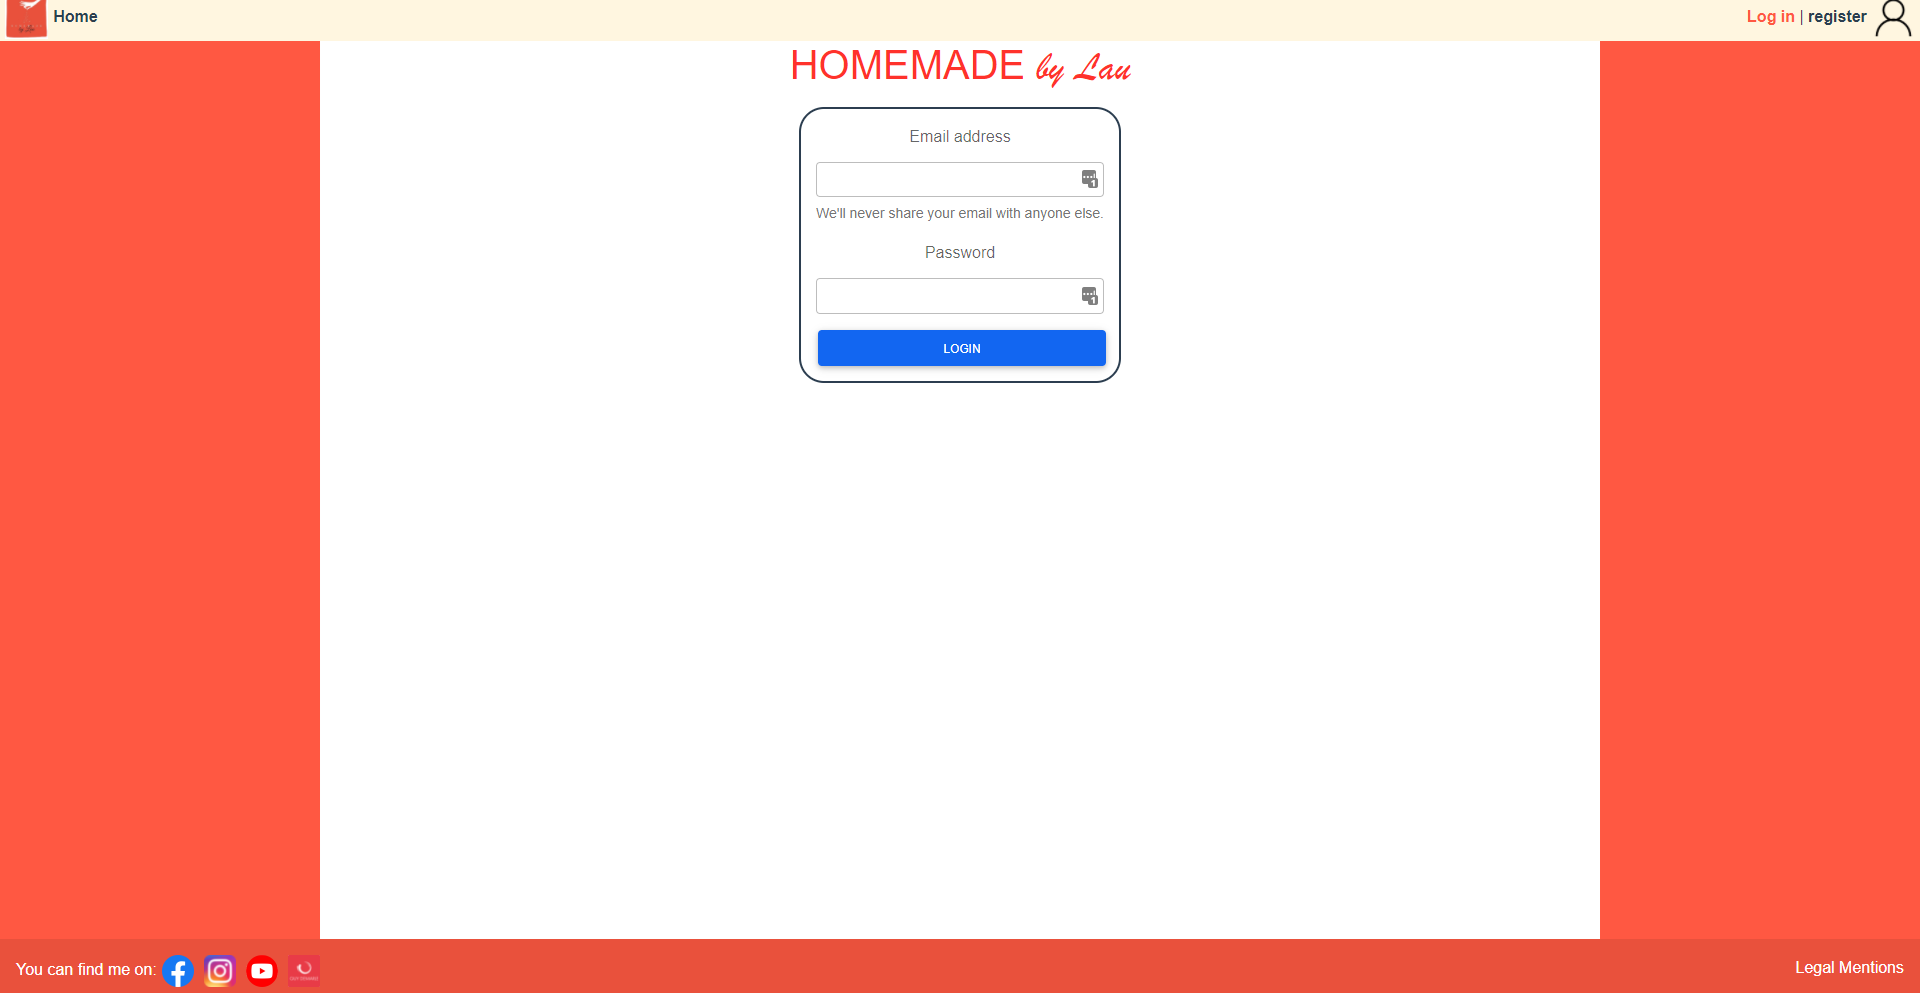 Home
Log in | register
HOMEMADE by Lau
Email address
We'll never share your email with anyone else.
Password
LOGIN
You can find me on:
Legal Mentions